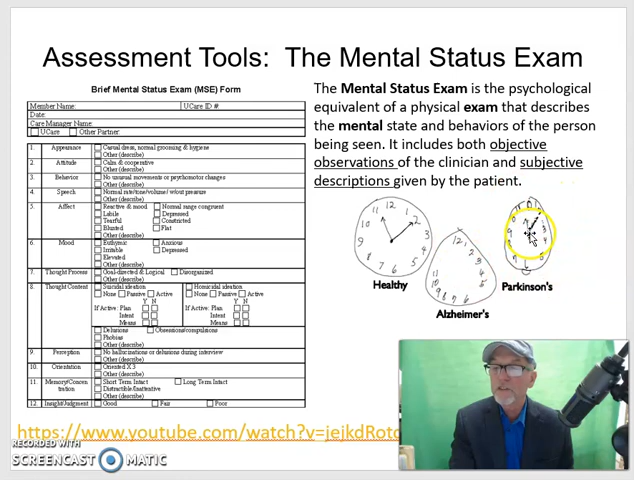 Assessment Tools:  The Mental Status Exam
Brief Mental Status Exam (MSE) Form
Member Name:
UCare ID #:
Date:
Care Manager Name:
UCare
Other Partner:
1. Appearance
Casual dress, normal grooming & hygiene
Other (describe)
2. Attitude
Calm & cooperative
Other (describe)
3. Behavior
No unusual movements or psychomotor changes
Other (describe)
4. Speech
Normal rate/tone/volume/ w/out pressure
Other (describe)
5. Affect
Reactive & mood
Normal range congruent
Labile
Depressed
Tearful
Constricted
Blunted
Flat
Other (describe)
6. Mood
Euthymic
Anxious
Irritable
Depressed
Elevated
Other (describe)
7. Thought Process
Goal-directed & Logical
Disorganized
Other (describe)
8. Thought Content
Suicidal ideation
Homicidal ideation
None Passive Active
None Passive Active
Y N
Y N
If Active: Plan
If Active: Plan
Intent
Intent
Means
Means
Delusions
Obsessions/compulsions
Phobias
Other (describe)
9. Perception
No hallucinations or delusions during interview
Other (describe)
10. Orientation
Oriented X 3
Other (describe)
11. Memory/Concen
tration
Short Term Intact
Long Term Intact
Distractible/Inattentive
Other (describe)
12. Insight/Judgment
Good
Fair
Poor
The Mental Status Exam is the psychological
equivalent of a physical exam that describes
the mental state and behaviors of the person
being seen. It includes both objective
observations of the clinician and subjective
descriptions given by the patient.
Healthy
Alzheimer's
Parkinson's
RECORDED WITH
SCREENCAST MATIC